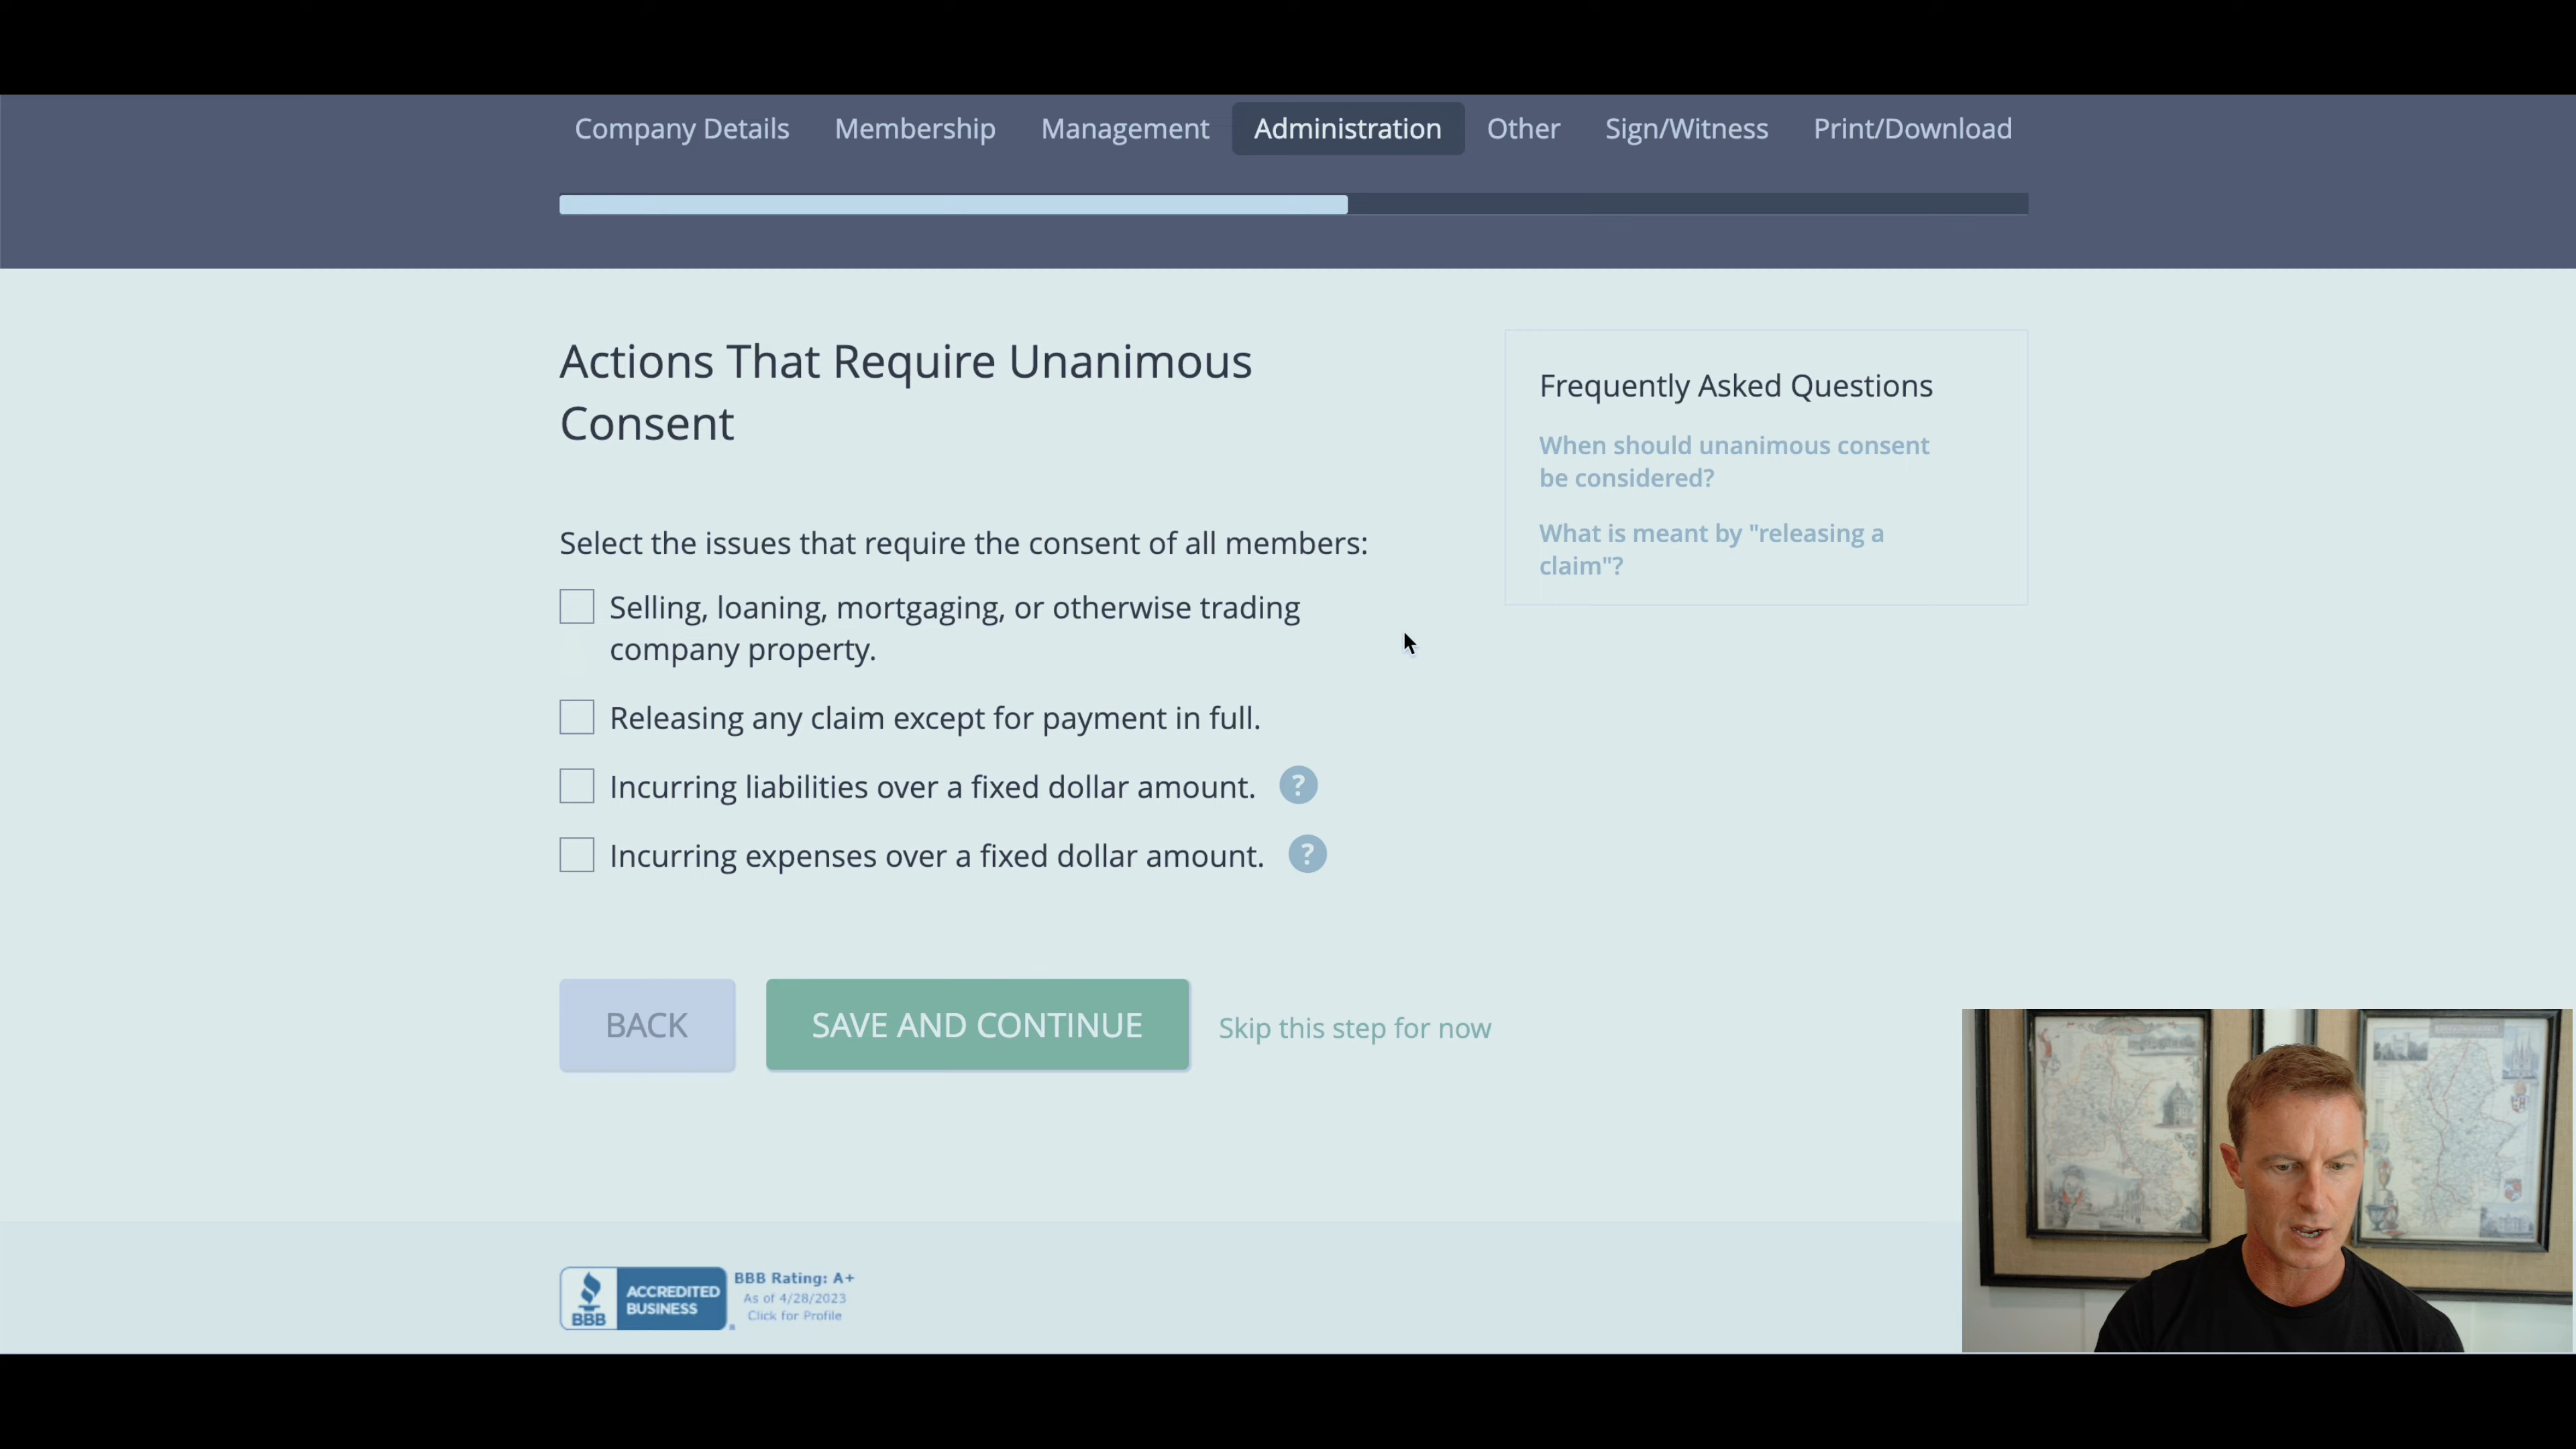 Company Details Membership Management Administration Other Sign/Witness Print/Download
Actions That Require Unanimous
Consent
Select the issues that require the consent of all members:
Selling, loaning, mortgaging, or otherwise trading
company property.
Releasing any claim except for payment in full.
Incurring liabilities over a fixed dollar amount. ?
Incurring expenses over a fixed dollar amount. ?
BACK SAVE AND CONTINUE Skip this step for now
Frequently Asked Questions
When should unanimous consent
be considered?
What is meant by "releasing a
claim"?
BBB
ACCREDITED
BUSINESS
BBB Rating: A+
As of 4/28/2023
Click for Profile